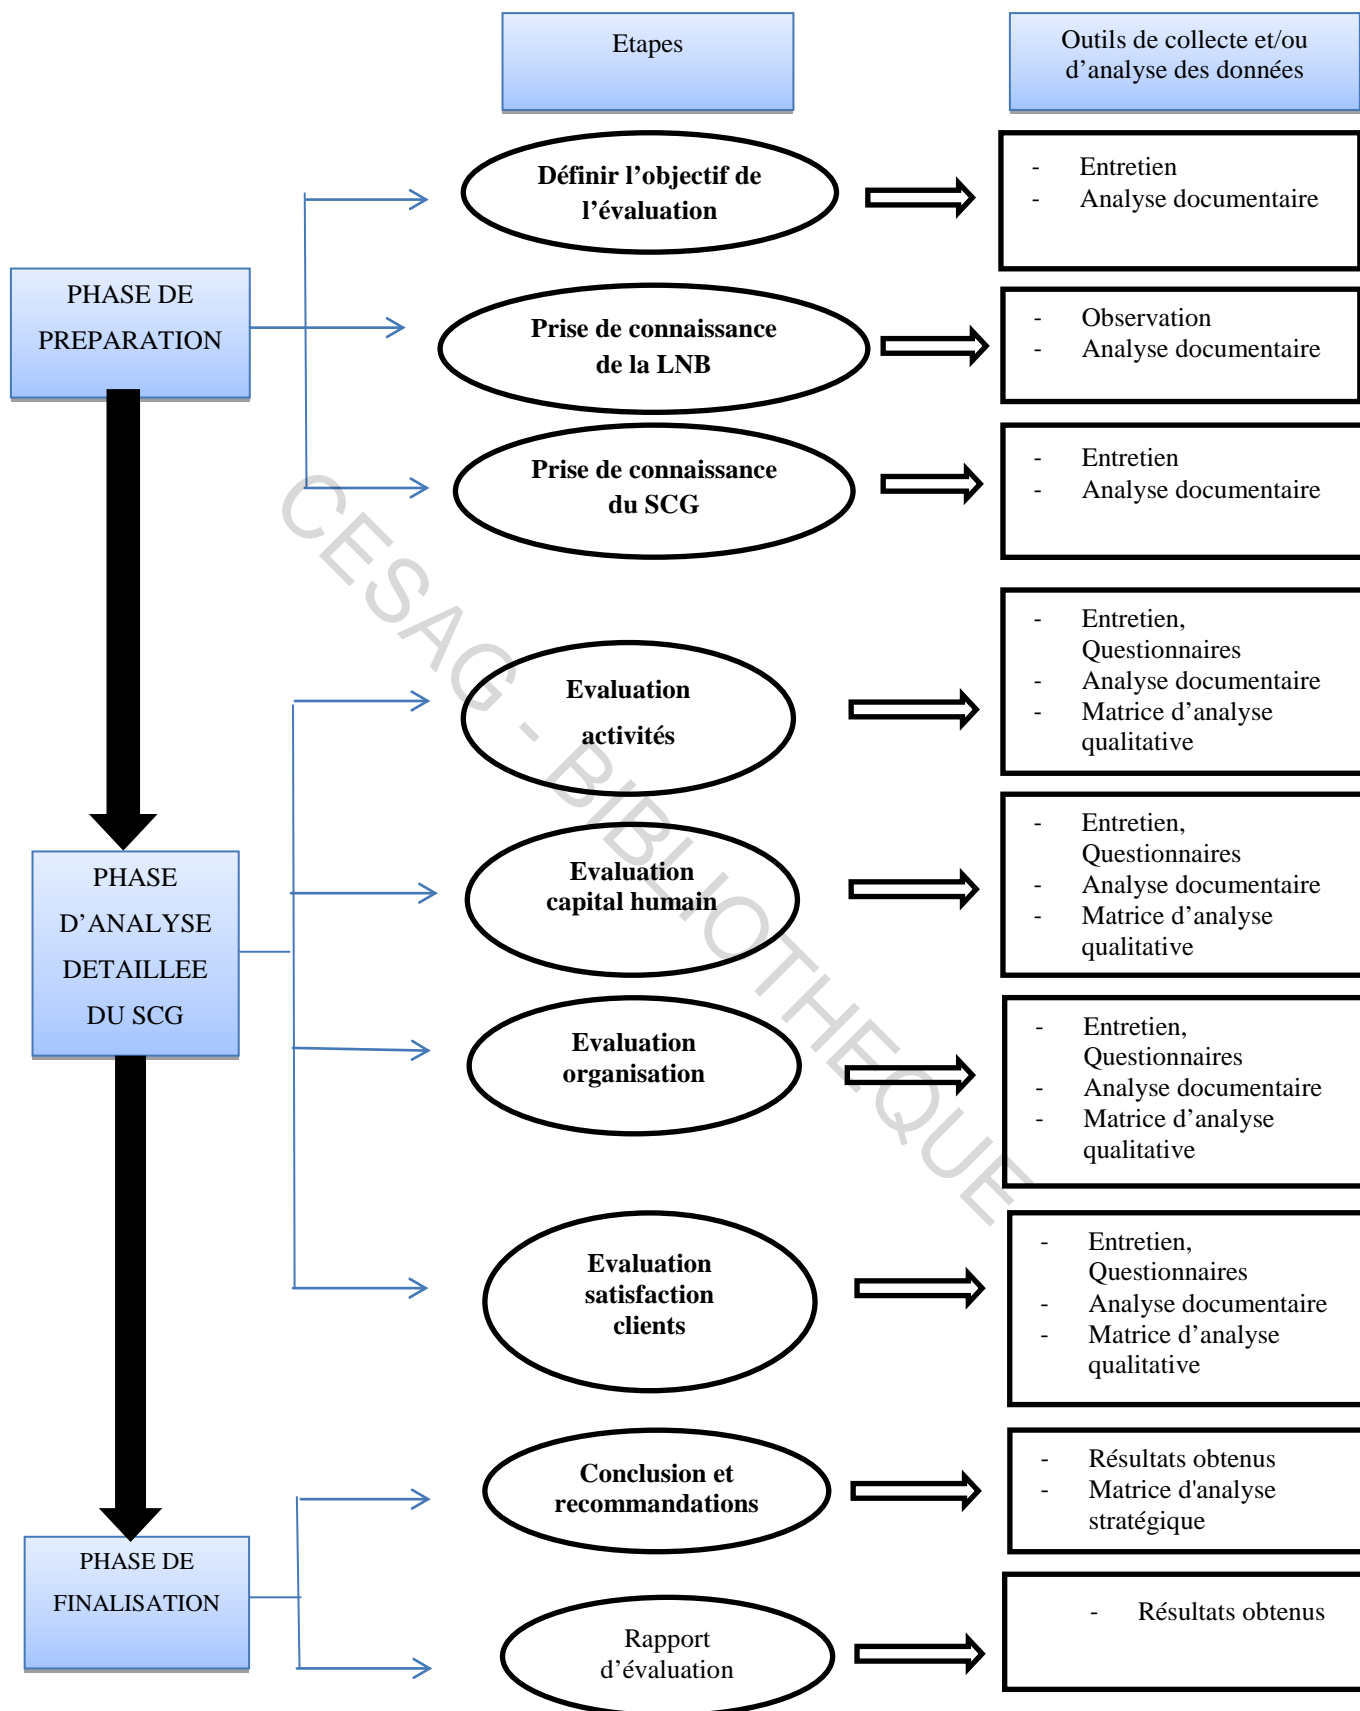 Etapes
Outils de collecte et/ou
d’analyse des données
PHASE DE
PREPARATION
Définir l’objectif de
l’évaluation
- Entretien
- Analyse documentaire
Prise de connaissance
de la LNB
- Observation
- Analyse documentaire
Prise de connaissance
du SCG
- Entretien
- Analyse documentaire
PHASE
D’ANALYSE
DETAILLEE
DU SCG
Evaluation
activités
- Entretien,
Questionnaires
- Analyse documentaire
- Matrice d’analyse
qualitative
Evaluation
capital humain
- Entretien,
Questionnaires
- Analyse documentaire
- Matrice d’analyse
qualitative
Evaluation
organisation
- Entretien,
Questionnaires
- Analyse documentaire
- Matrice d’analyse
qualitative
Evaluation
satisfaction
clients
- Entretien,
Questionnaires
- Analyse documentaire
- Matrice d’analyse
qualitative
PHASE DE
FINALISATION
Conclusion et
recommandations
- Résultats obtenus
- Matrice d'analyse
stratégique
Rapport
d’évaluation
- Résultats obtenus
CESAG - BIBLIOTHEQUE